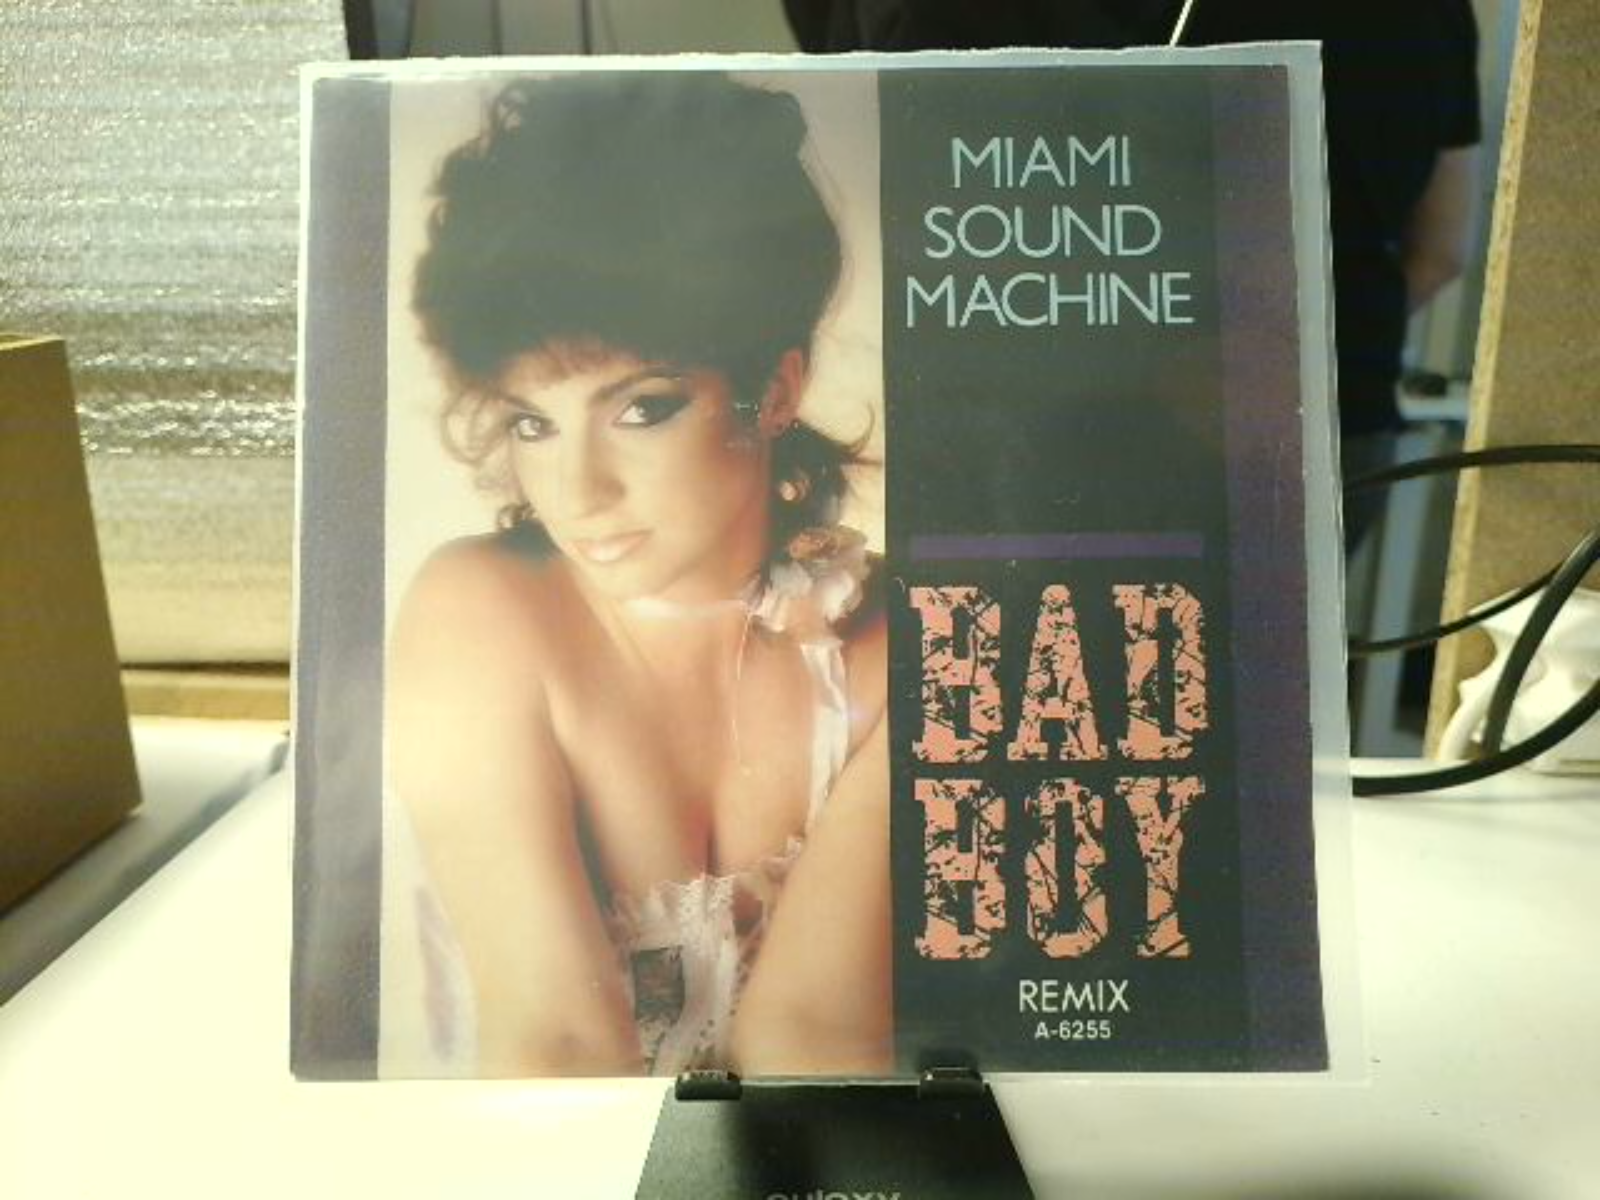 MIAMI
SOUND
MACHINE
BAD
BOY
REMIX
A-6255